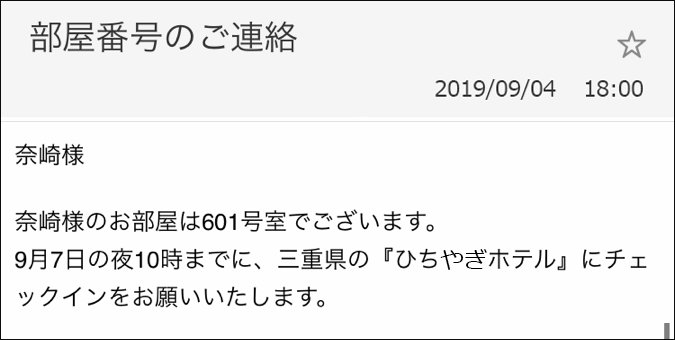 部屋番号のご連絡
2019/09/04 18:00
奈崎様
奈崎様のお部屋は601号室でございます。
9月7日の夜10時までに、三重県の『ひちやぎホテル』にチェ
ックインをお願いいたします。